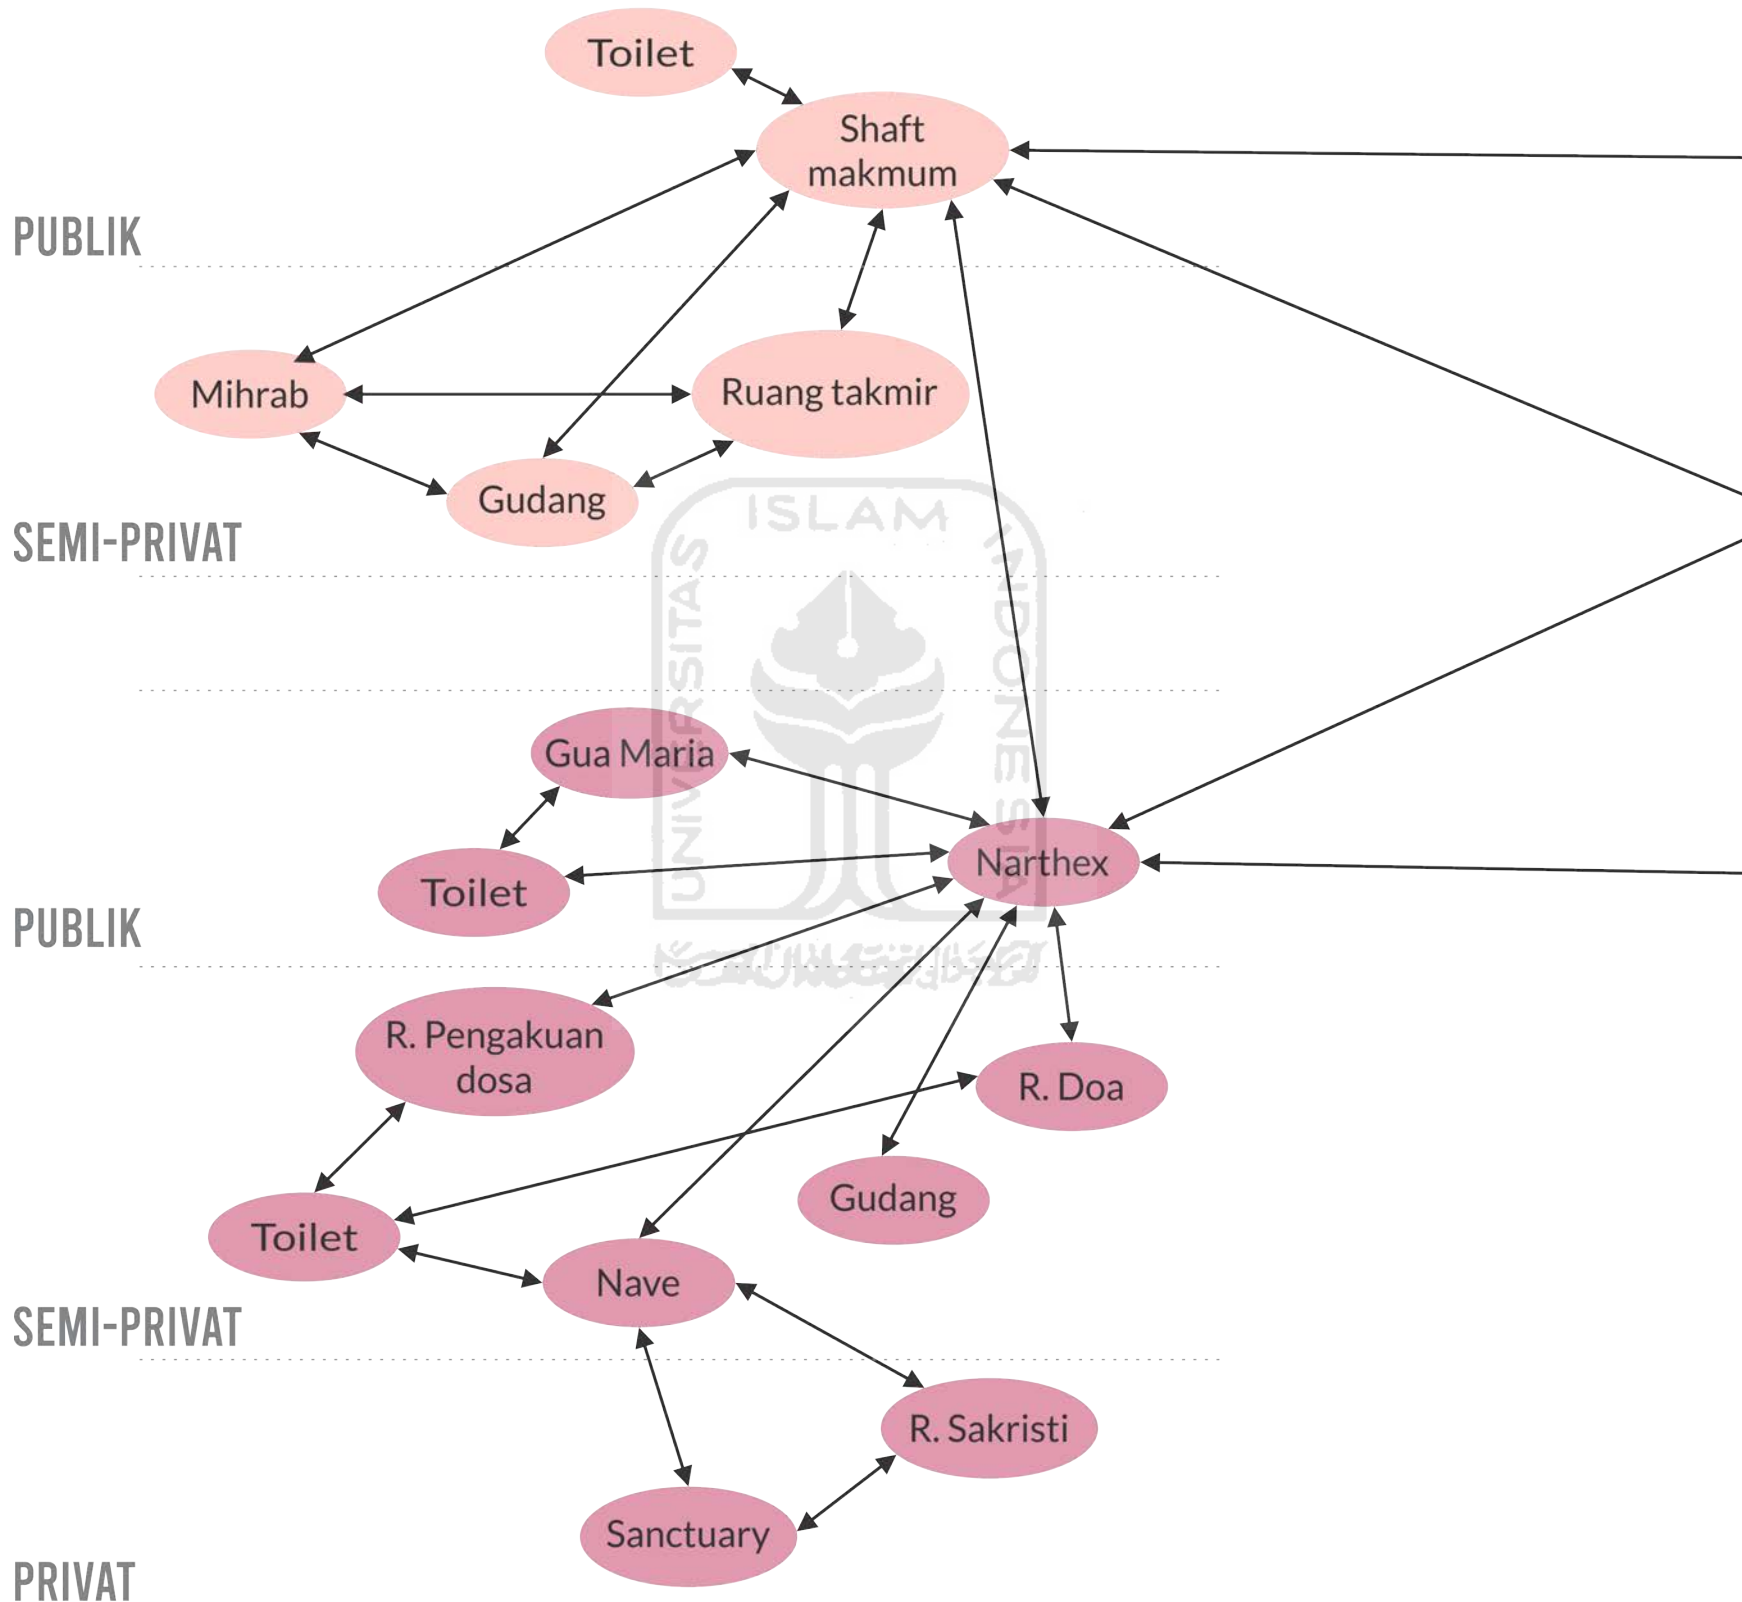 Toilet
Shaft
makmum
PUBLIK
Mihrab
Ruang takmir
Gudang
SEMI-PRIVAT
UNIVERSITAS
ISLAM
INDONESIA
Gua Maria
Toilet
Narthex
PUBLIK
R. Pengakuan
dosa
R. Doa
Gudang
Toilet
Nave
SEMI-PRIVAT
R. Sakristi
Sanctuary
PRIVAT